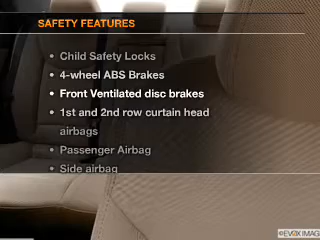 SAFETY FEATURES
• Child Safety Locks
• 4-wheel ABS Brakes
• Front Ventilated disc brakes
• 1st and 2nd row curtain head
airbags
• Passenger Airbag
• Side airbag
©EVOX IMAG